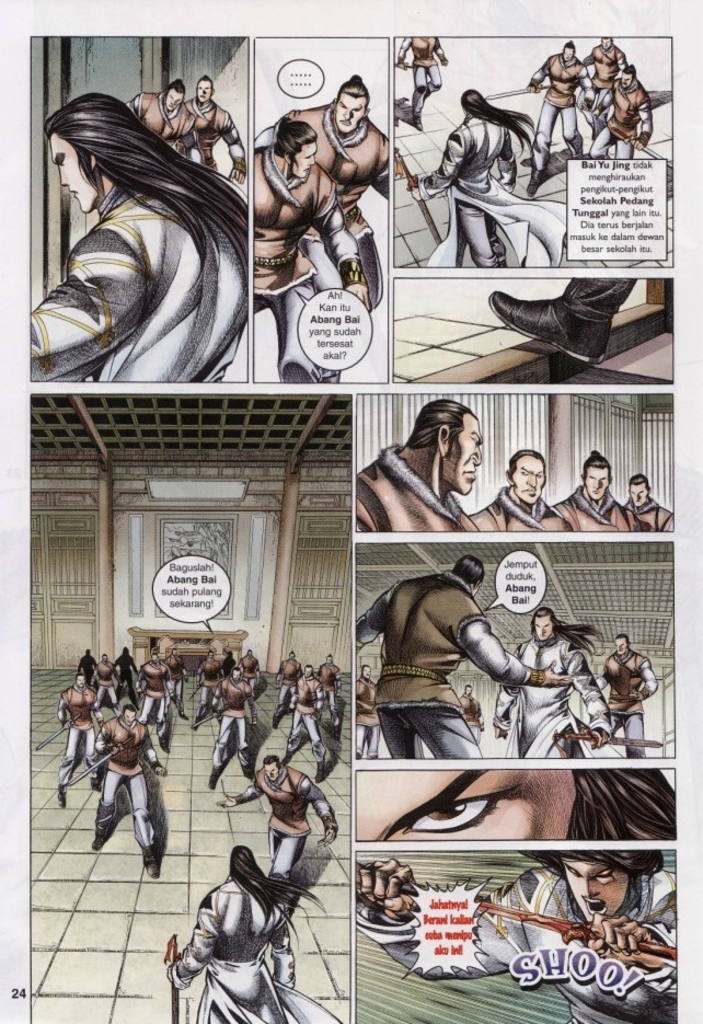 .....
.....
Ah!
Kan itu
Abang Bai
yang sudah
tersesat
akal?
Bai Yu Jing tidak
menghiraukan
pengikut-pengikut
Sekolah Pedang
Tunggal yang lain itu.
Dia terus berjalan
masuk ke dalam dewan
besar sekolah itu.
Baguslah!
Abang Bai
sudah pulang
sekarang!
Jemput
duduk,
Abang
Bai!
Jahatnya!
Berani kalian
cuba menipu
aku ini!
SHOO!
24